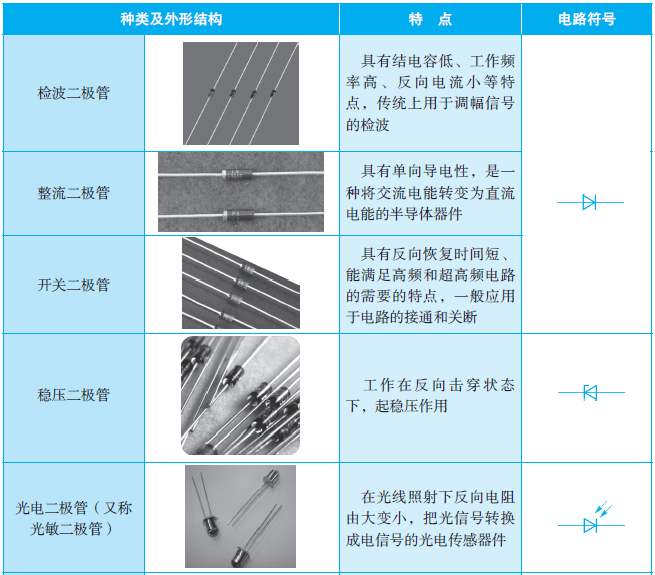 种类及外形结构 特 点 电路符号
检波二极管
具有结电容低、工作频
率高、反向电流小等特
点，传统上用于调幅信号
的检波
整流二极管
具有单向导电性，是一
种将交流电能转变为直流
电能的半导体器件
开关二极管
具有反向恢复时间短、
能满足高频和超高频电路
的需要的特点，一般应用
于电路的接通和关断
稳压二极管
工作在反向击穿状态
下，起稳压作用
光电二极管（又称
光敏二极管）
在光线照射下反向电阻
由大变小，把光信号转换
成电信号的光电传感器件